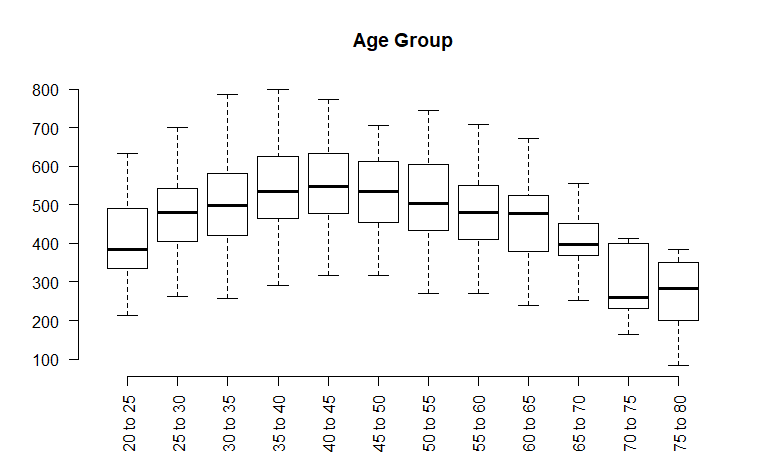 Age Group
800
700
600
500
400
300
200
100
20 to 25
25 to 30
30 to 35
35 to 40
40 to 45
45 to 50
50 to 55
55 to 60
60 to 65
65 to 70
70 to 75
75 to 80